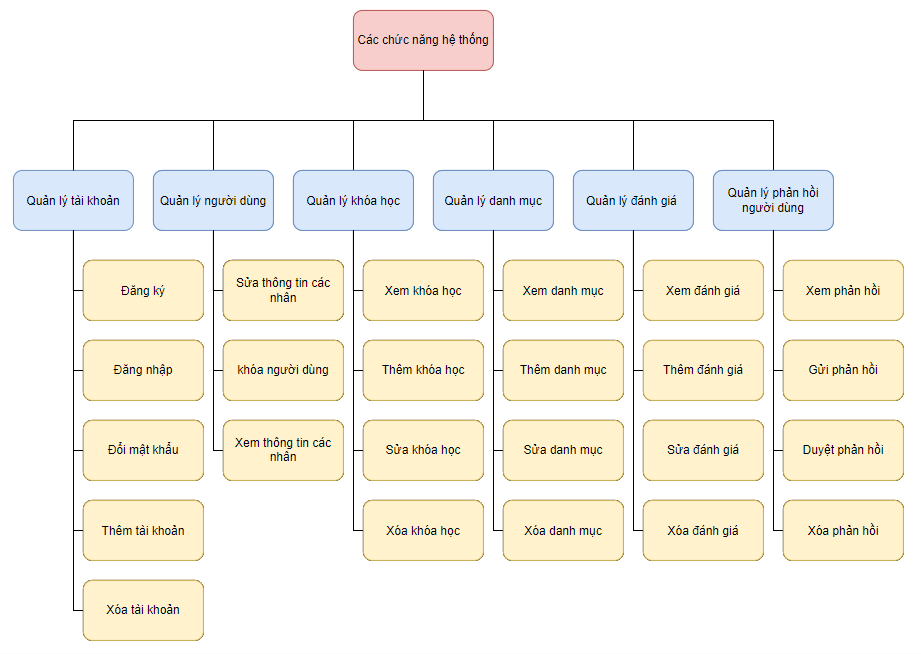 Các chức năng hệ thống
Quản lý tài khoản
Quản lý người dùng
Quản lý khóa học
Quản lý danh mục
Quản lý đánh giá
Quản lý phản hồi
người dùng
Đăng ký
Đăng nhập
Đổi mật khẩu
Thêm tài khoản
Xóa tài khoản
Sửa thông tin các
nhân
khóa người dùng
Xem thông tin các
nhân
Xem khóa học
Thêm khóa học
Sửa khóa học
Xóa khóa học
Xem danh mục
Thêm danh mục
Sửa danh mục
Xóa danh mục
Xem đánh giá
Thêm đánh giá
Sửa đánh giá
Xóa đánh giá
Xem phản hồi
Gửi phản hồi
Duyệt phản hồi
Xóa phản hồi